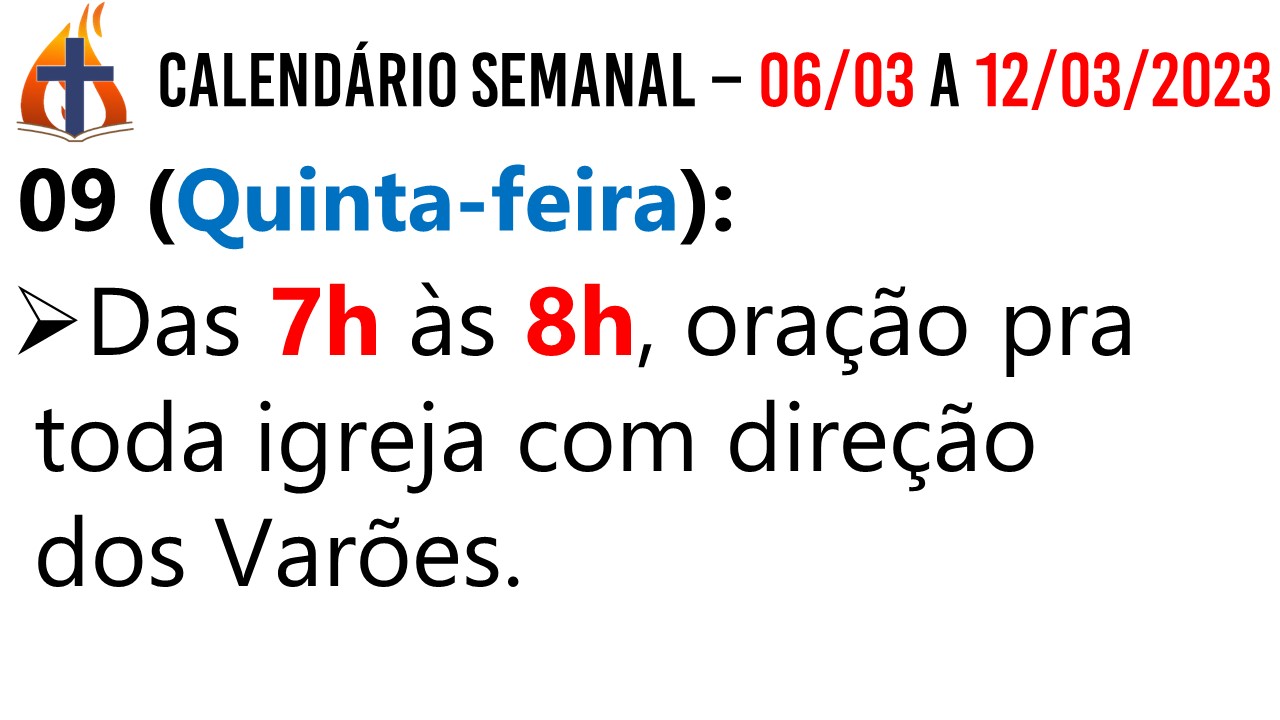 CALENDÁRIO SEMANAL – 06/03 A 12/03/2023
09 (Quinta-feira):
➢Das 7h às 8h, oração pra
toda igreja com direção
dos Varões.